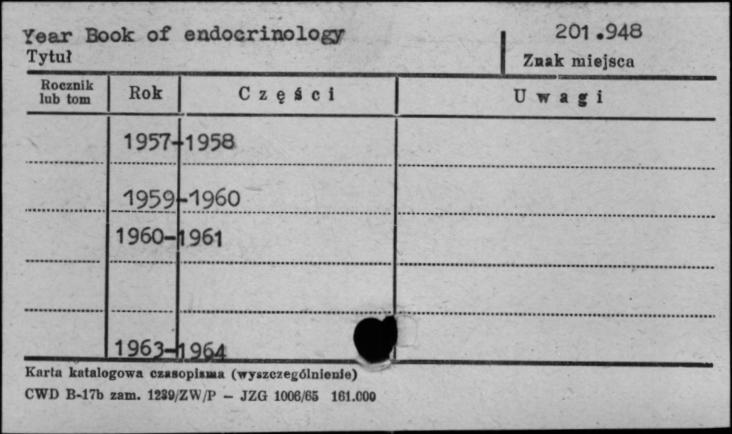 Year Book of endocrinology 201.948
Tytuł Znak miejsca
Rocznik lub tom Rok Części Uwagi
1957-1958
1959-1960
1960-1961
1963-1964
Karta katalogowa czasopisma (wyszczególnienie)
CWD B-17b zam. 1239/ZW/P – JZG 1006/65 161.000